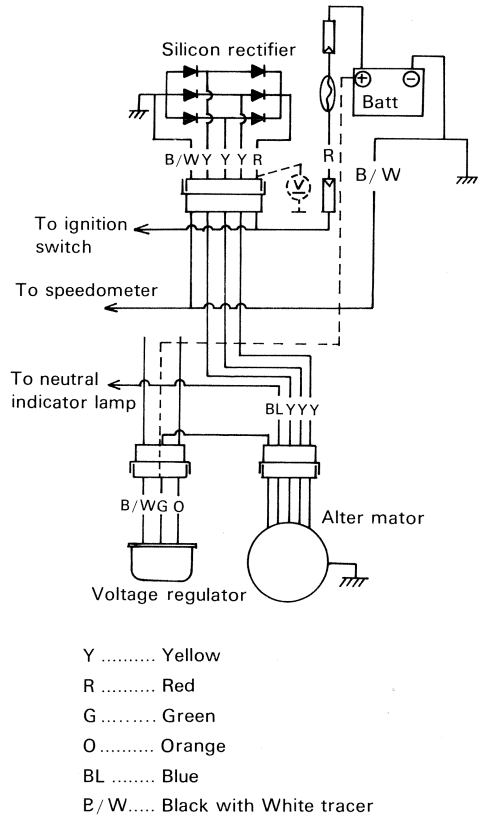 Silicon rectifier
+
−
Batt
B/W Y Y Y R
V
R
B/W
To ignition
switch
To speedometer
To neutral
indicator lamp
BL Y Y Y
B/W G O
Alter mator
Voltage regulator
Y .......... Yellow
R .......... Red
G ......... Green
O .......... Orange
BL ........ Blue
B/W..... Black with White tracer